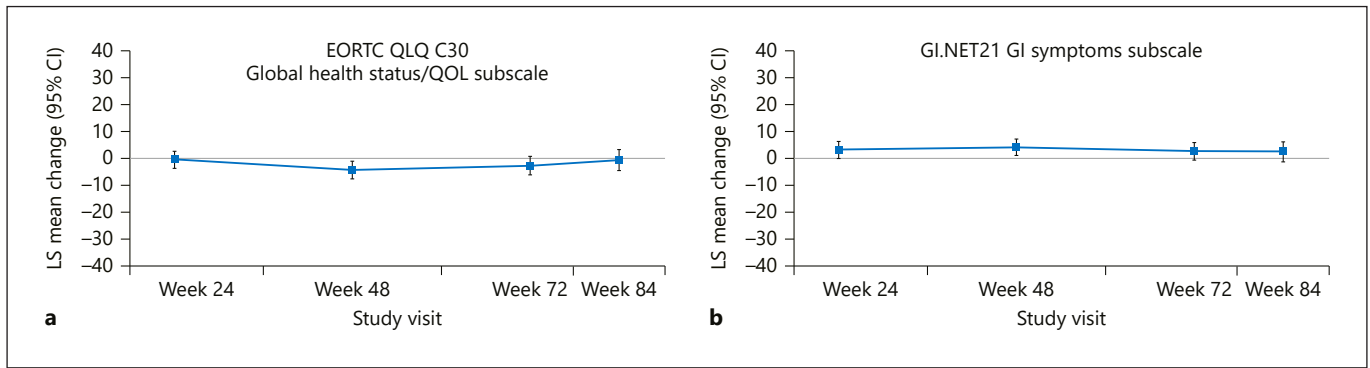 EORTC QLQ C30
Global health status/QOL subscale
LS mean change (95% CI)
40
30
20
10
0
–10
–20
–30
–40
Week 24 Week 48 Week 72 Week 84
Study visit
a
GI.NET21 GI symptoms subscale
LS mean change (95% CI)
40
30
20
10
0
–10
–20
–30
–40
Week 24 Week 48 Week 72 Week 84
Study visit
b